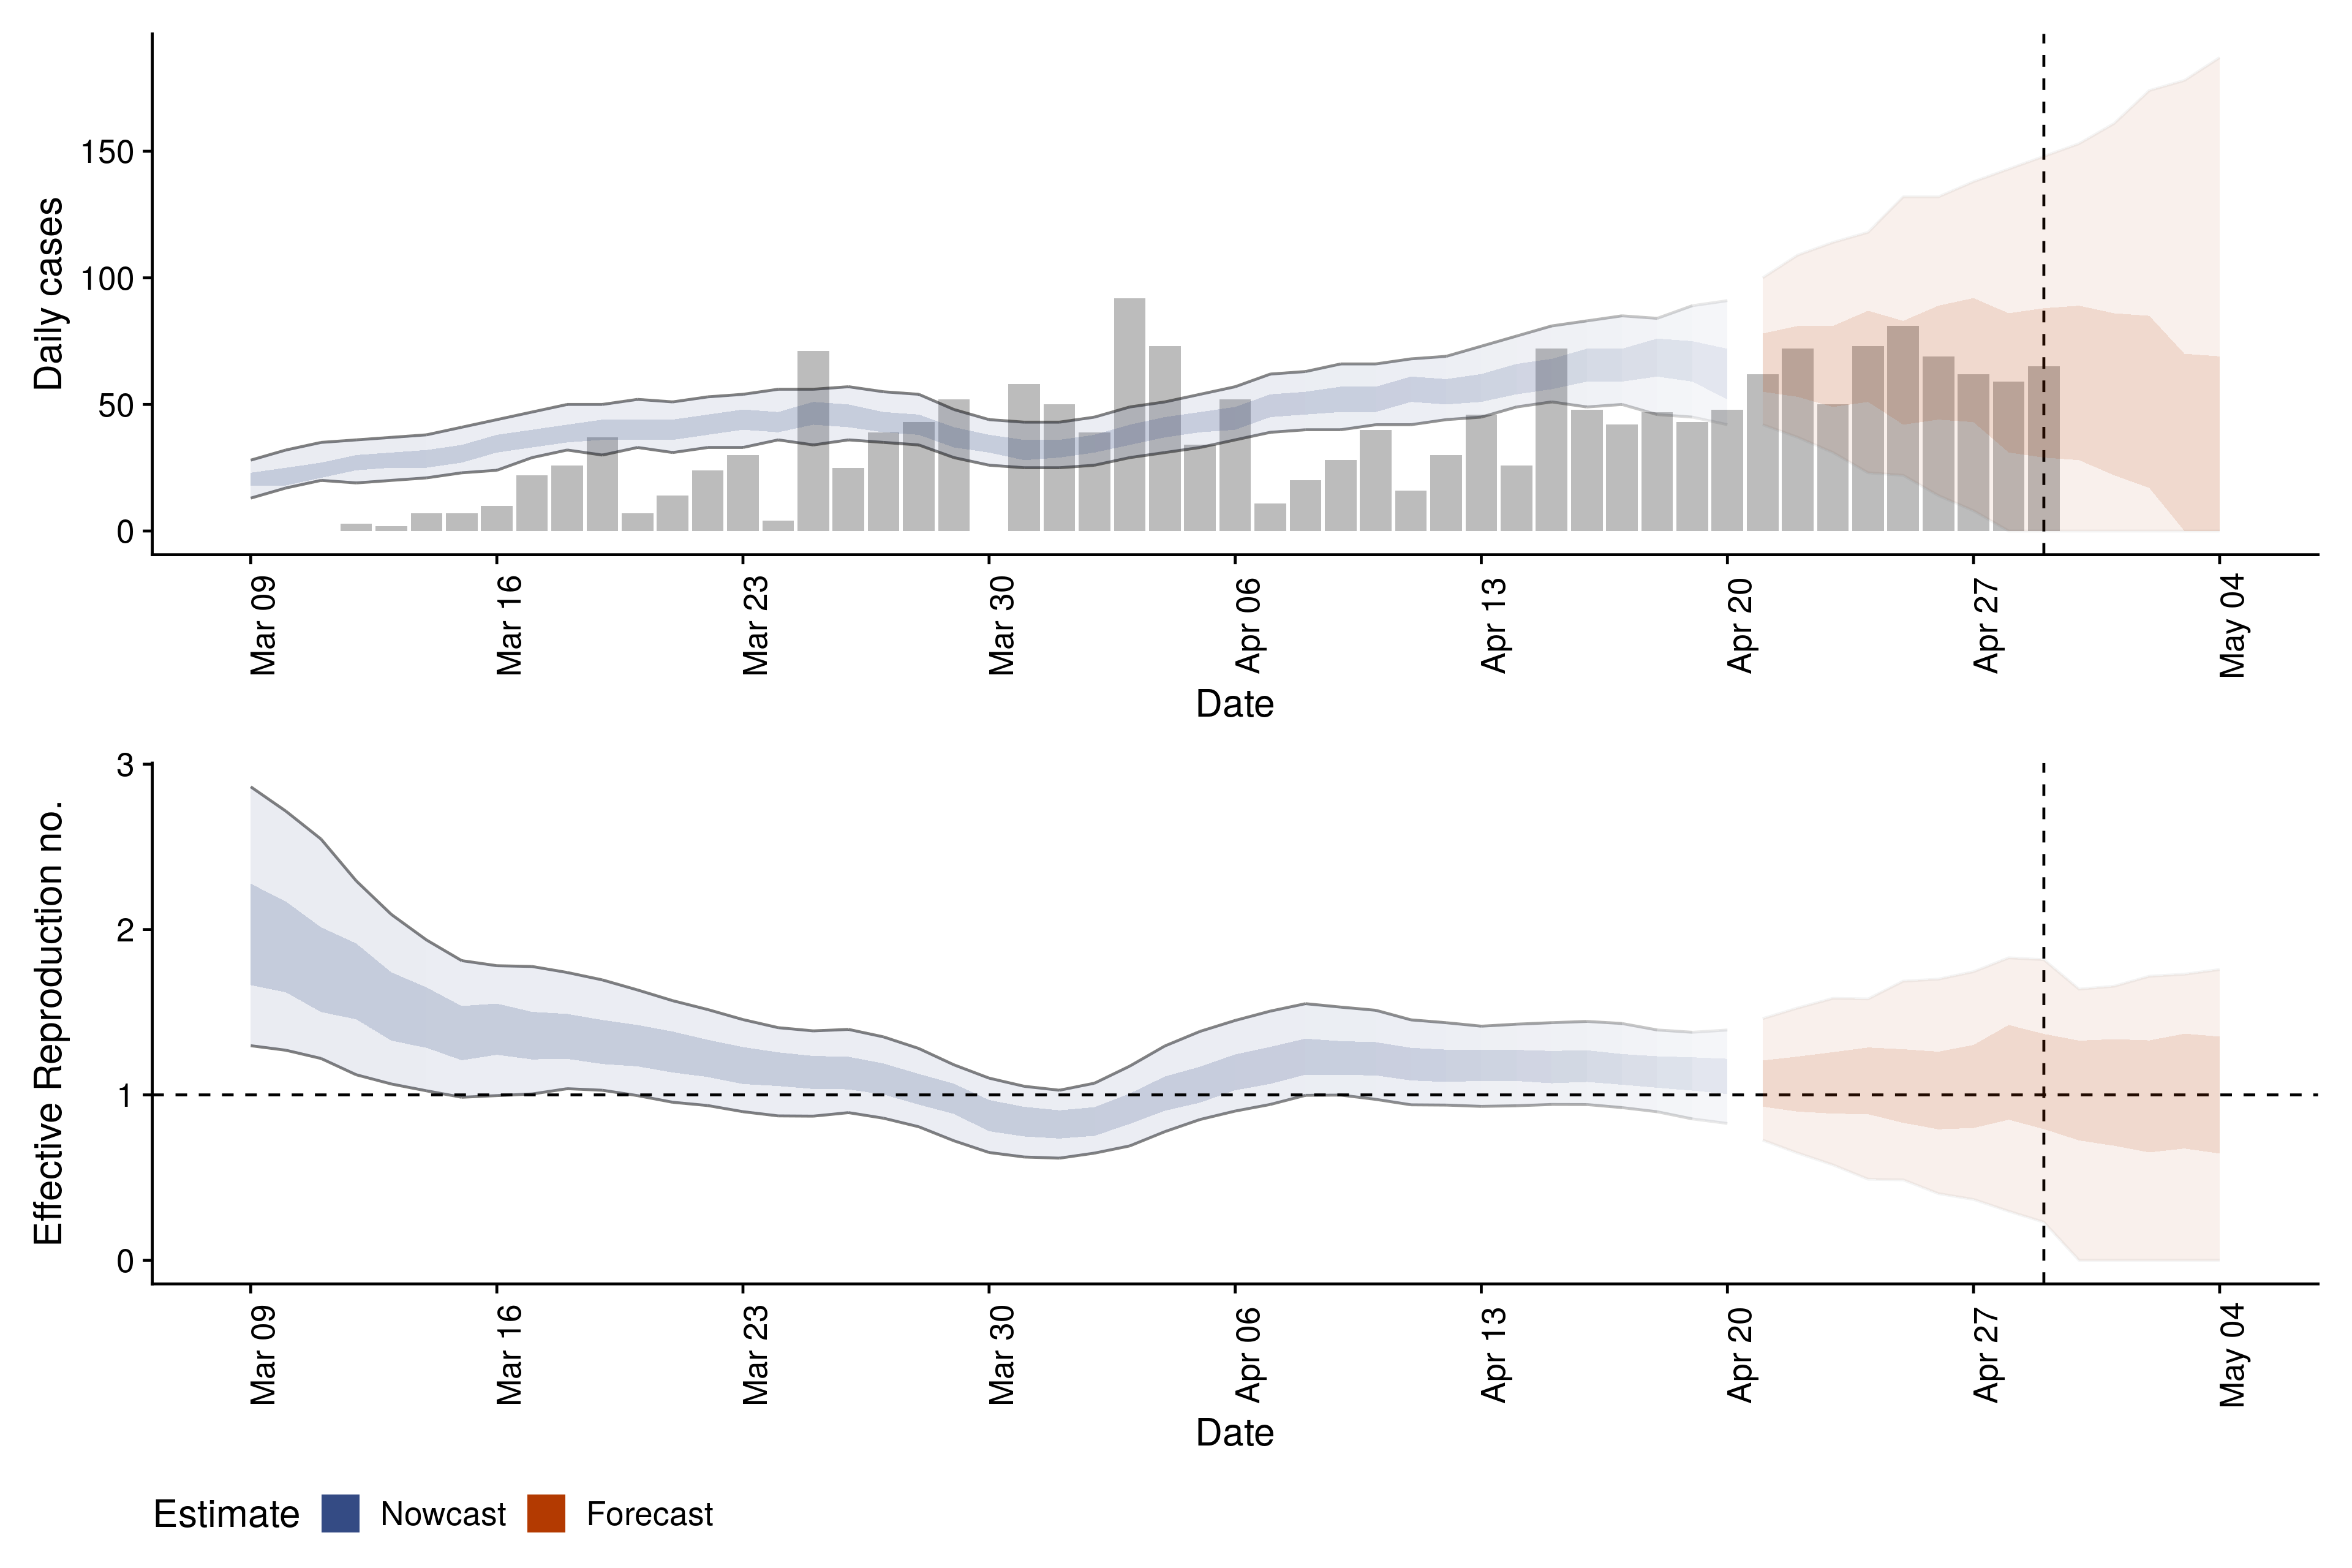 Daily cases
150
100
50
0
Mar 09
Mar 16
Mar 23
Mar 30
Apr 06
Apr 13
Apr 20
Apr 27
May 04
Date
Effective Reproduction no.
3
2
1
0
Mar 09
Mar 16
Mar 23
Mar 30
Apr 06
Apr 13
Apr 20
Apr 27
May 04
Date
Estimate Nowcast Forecast